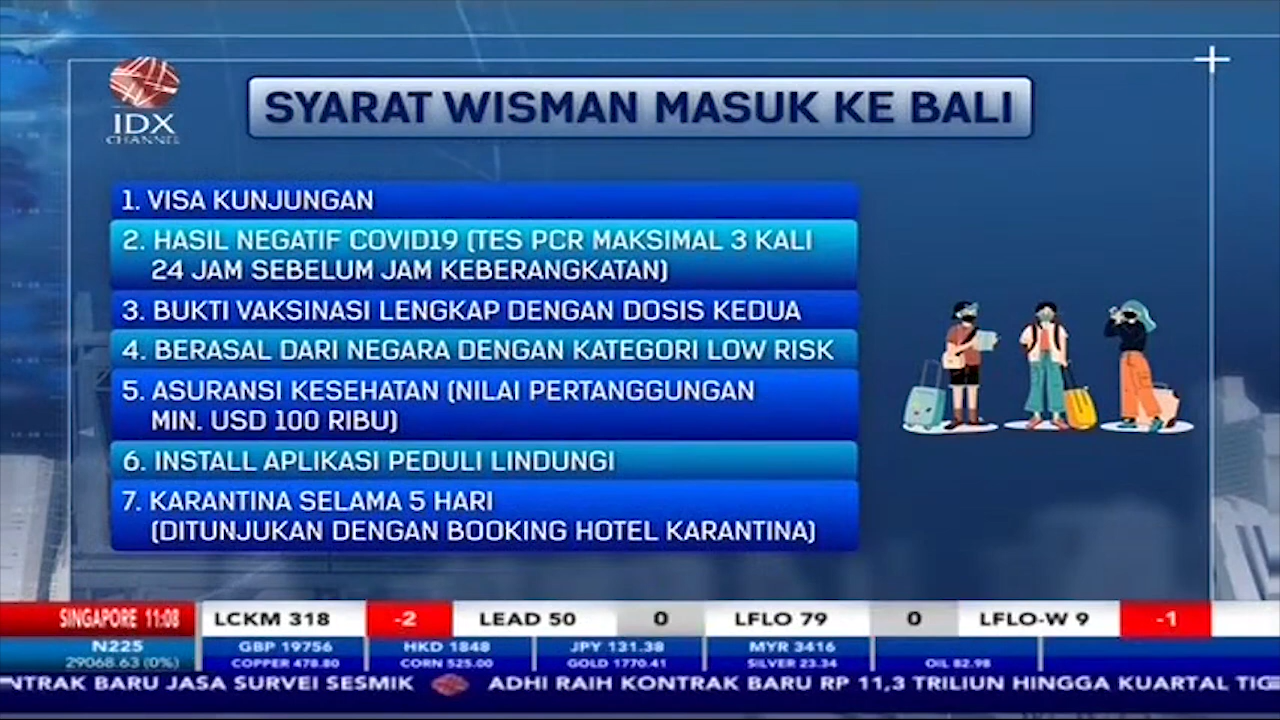 IDX
CHANNEL
SYARAT WISMAN MASUK KE BALI
1. VISA KUNJUNGAN
2. HASIL NEGATIF COVID19 (TES PCR MAKSIMAL 3 KALI
24 JAM SEBELUM JAM KEBERANGKATAN)
3. BUKTI VAKSINASI LENGKAP DENGAN DOSIS KEDUA
4. BERASAL DARI NEGARA DENGAN KATEGORI LOW RISK
5. ASURANSI KESEHATAN (NILAI PERTANGGUNGAN
MIN. USD 100 RIBU)
6. INSTALL APLIKASI PEDULI LINDUNGI
7. KARANTINA SELAMA 5 HARI
(DITUNJUKAN DENGAN BOOKING HOTEL KARANTINA)
SINGAPORE 11:08 LCKM 318 -2 LEAD 50 0 LFLO 79 0 LFLO-W 9 -1
N225 GBP 19756 HKD 1848 JPY 131.38 MYR 3416
29068.63 (0%) COPPER 478.80 CORN 525.00 GOLD 1770.41 SILVER 23.34 OIL 82.98
NTRAK BARU JASA SURVEI SESMIK ADHI RAIH KONTRAK BARU RP 11,3 TRILIUN HINGGA KUARTAL TIG